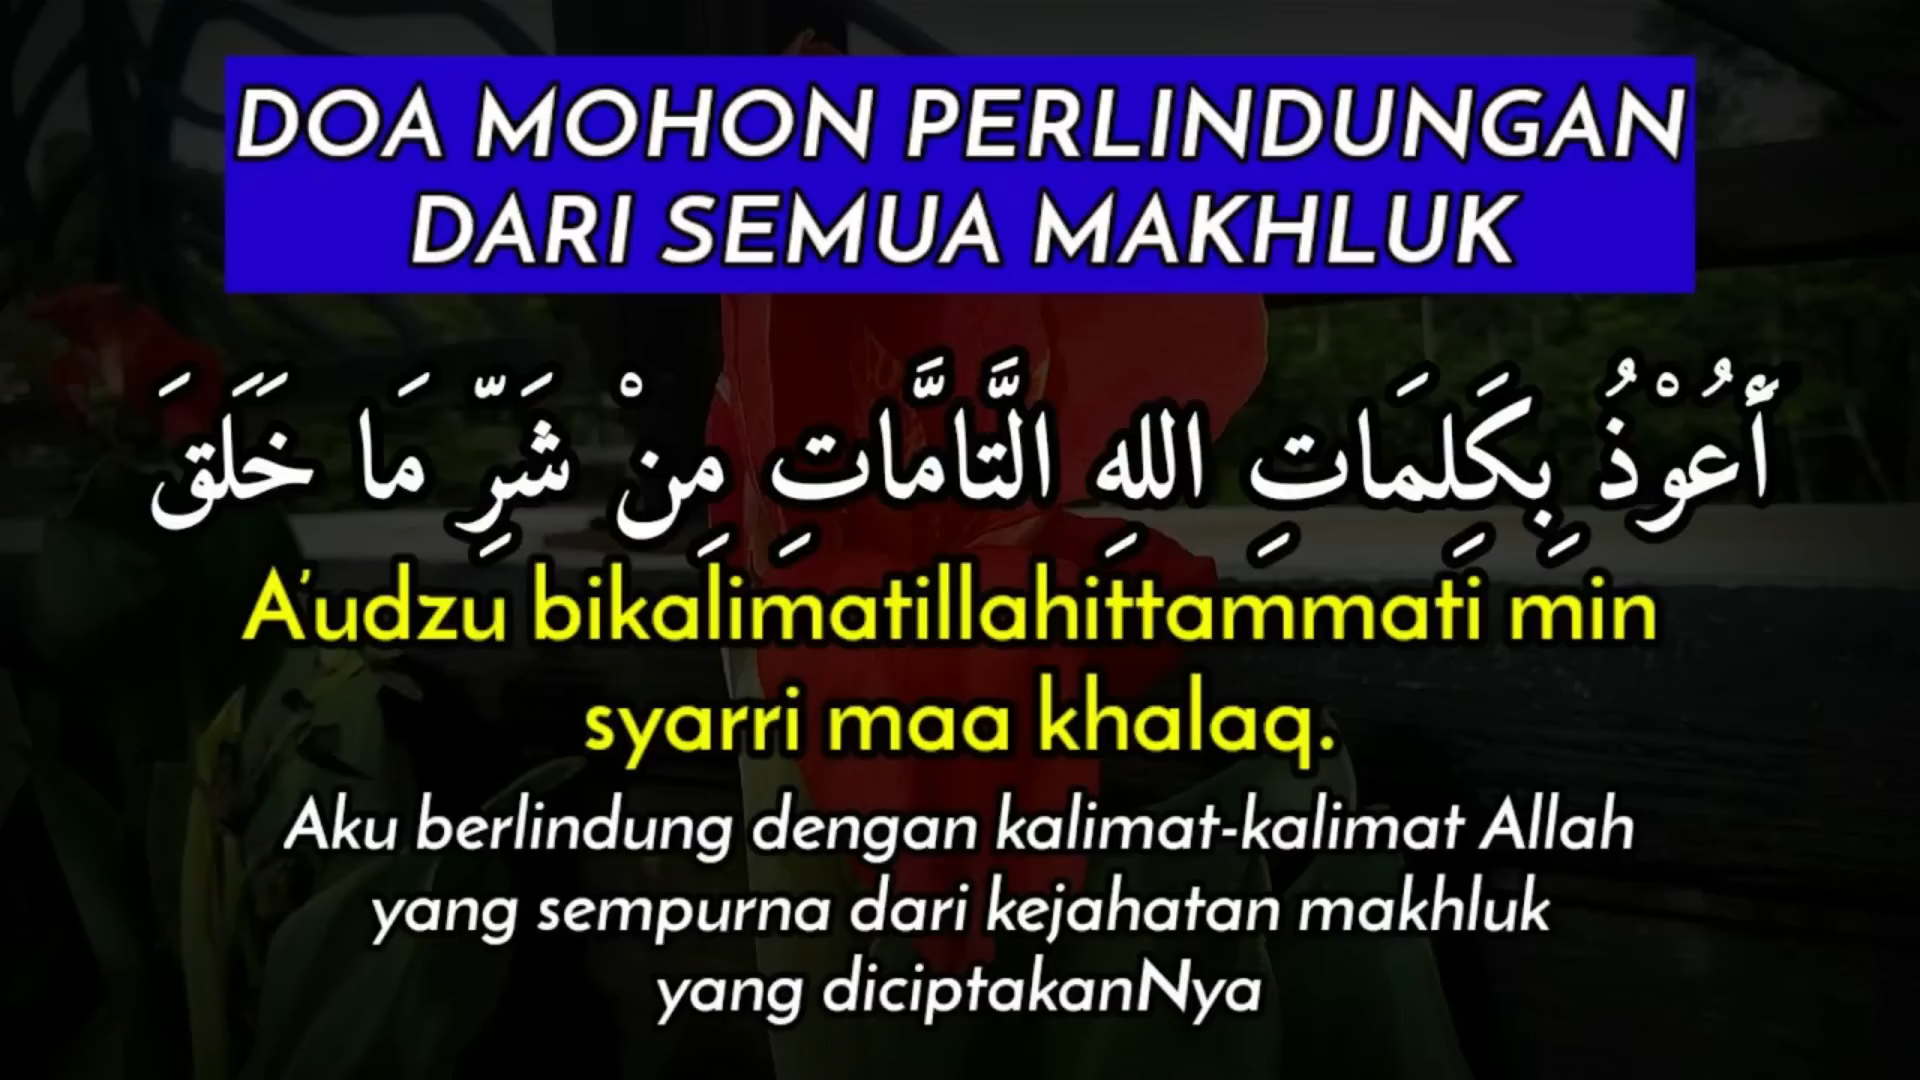 DOA MOHON PERLINDUNGAN
DARI SEMUA MAKHLUK
أَعُوْذُ بِكَلِمَاتِ اللهِ التَّامَّاتِ مِنْ شَرِّ مَا خَلَقَ
A'udzu bikalimatillahittammati min
syarri maa khalaq.
Aku berlindung dengan kalimat-kalimat Allah
yang sempurna dari kejahatan makhluk
yang diciptakanNya